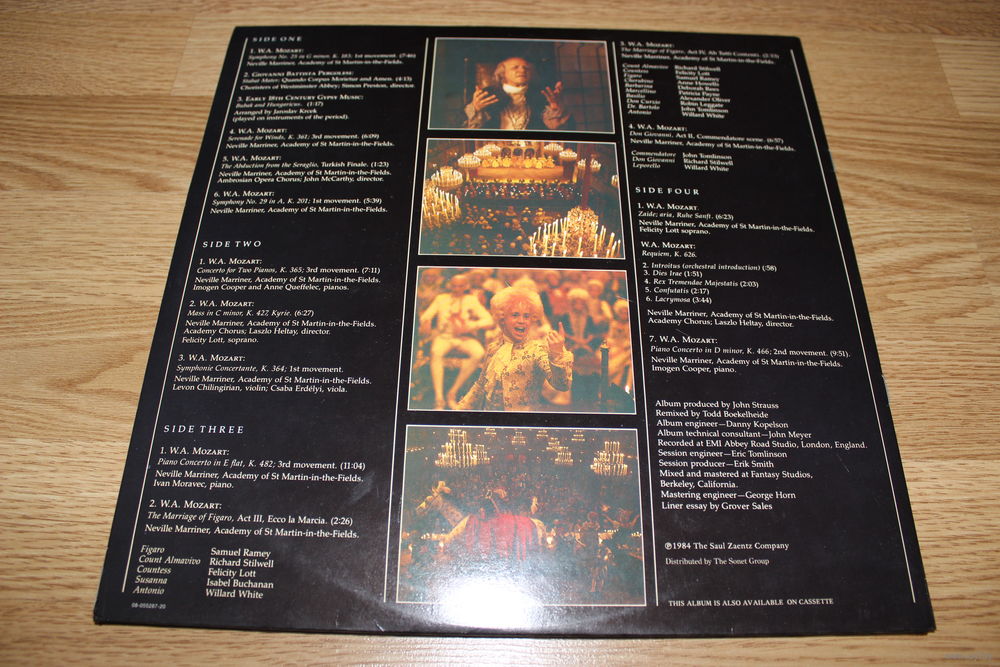 SIDE ONE
1. W.A. MOZART:
Symphony No. 25 in G minor, K. 183; 1st movement. (7:46)
Neville Marriner, Academy of St Martin-in-the-Fields.
2. GIOVANNI BATTISTA PERGOLESI:
Stabat Mater: Quando Corpus Morietur and Amen. (4:13)
Choristers of Westminster Abbey; Simon Preston, director.
3. EARLY 18TH CENTURY GYPSY MUSIC:
Bubak and Hungaricus. (1:17)
Arranged by Jaroslav Krcek
(played on instruments of the period).
4. W.A. MOZART:
Serenade for Winds, K. 361; 3rd movement. (6:09)
Neville Marriner, Academy of St Martin-in-the-Fields.
5. W.A. MOZART:
The Abduction from the Seraglio, Turkish Finale. (1:23)
Neville Marriner, Academy of St Martin-in-the-Fields.
Ambrosian Opera Chorus; John McCarthy, director.
6. W.A. MOZART:
Symphony No. 29 in A, K. 201; 1st movement. (5:39)
Neville Marriner, Academy of St Martin-in-the-Fields.
SIDE TWO
1. W.A. MOZART:
Concerto for Two Pianos, K. 365; 3rd movement. (7:11)
Neville Marriner, Academy of St Martin-in-the-Fields.
Imogen Cooper and Anne Queffelec, pianos.
2. W.A. MOZART:
Mass in C minor, K. 427, Kyrie. (6:27)
Neville Marriner, Academy of St Martin-in-the-Fields.
Academy Chorus; Laszlo Heltay, director.
Felicity Lott, soprano.
3. W.A. MOZART:
Symphonie Concertante, K. 364; 1st movement.
Neville Marriner, Academy of St Martin-in-the-Fields.
Levon Chilingirian, violin; Csaba Erdélyi, viola.
SIDE THREE
1. W.A. MOZART:
Piano Concerto in E flat, K. 482; 3rd movement. (11:04)
Neville Marriner, Academy of St Martin-in-the-Fields.
Ivan Moravec, piano.
2. W.A. MOZART:
The Marriage of Figaro, Act III, Ecco la Marcia. (2:26)
Neville Marriner, Academy of St Martin-in-the-Fields.
Figaro Samuel Ramey
Count Almavivo Richard Stilwell
Countess Felicity Lott
Susanna Isabel Buchanan
Antonio Willard White
08-055287-20
3. W.A. MOZART:
The Marriage of Figaro, Act IV, Ah Tutti Contenti.
Neville Marriner, Academy of St Martin-in-the-Fields.
Count Almavivo Richard Stilwell
Countess Felicity Lott
Figaro Samuel Ramey
Cherubino Anne Howells
Barbarina Deborah Rees
Marcellina Patricia Payne
Basilio Alexander Oliver
Don Curzio Robin Leggate
Dr. Bartolo John Tomlinson
Antonio Willard White
4. W.A. MOZART:
Don Giovanni, Act II, Commendatore scene. (6:57)
Neville Marriner, Academy of St Martin-in-the-Fields.
Commendatore John Tomlinson
Don Giovanni Richard Stilwell
Leporello Willard White
SIDE FOUR
1. W.A. MOZART
Zaide; aria, Ruhe Sanft. (6:23)
Neville Marriner, Academy of St Martin-in-the-Fields.
Felicity Lott soprano.
W.A. MOZART:
Requiem, K. 626.
2. Introitus (orchestral introduction) (:58)
3. Dies Irae (1:51)
4. Rex Tremendae Majestatis (2:03)
5. Confutatis (2:17)
6. Lacrymosa (3:44)
Neville Marriner, Academy of St Martin-in-the-Fields.
Academy Chorus; Laszlo Heltay, director.
7. W.A. MOZART:
Piano Concerto in D minor, K. 466; 2nd movement. (9:51).
Neville Marriner, Academy of St Martin-in-the-Fields.
Imogen Cooper, piano.
Album produced by John Strauss
Remixed by Todd Boekelheide
Album engineer—Danny Kopelson
Album technical consultant—John Meyer
Recorded at EMI Abbey Road Studio, London, England.
Session engineer—Eric Tomlinson
Session producer—Erik Smith
Mixed and mastered at Fantasy Studios,
Berkeley, California.
Mastering engineer—George Horn
Liner essay by Grover Sales
℗1984 The Saul Zaentz Company
Distributed by The Sonet Group
THIS ALBUM IS ALSO AVAILABLE ON CASSETTE